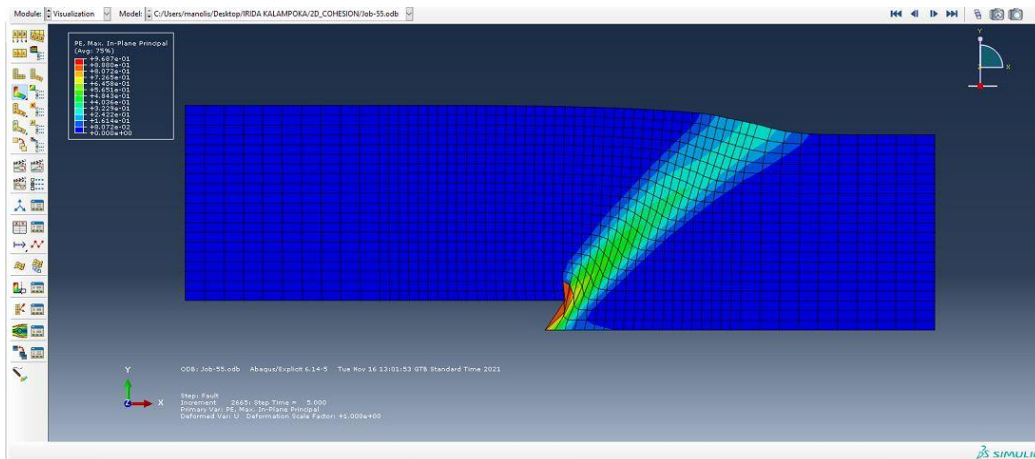 Module: Visualization Model: C:/Users/manolis/Desktop/IRIDA KALAMPOKA/2D_COHESION/Job-55.odb
PE, Max. In-Plane Principal
(Avg: 75%)
+9.687e-01
+8.880e-01
+8.072e-01
+7.265e-01
+6.458e-01
+5.651e-01
+4.843e-01
+4.036e-01
+3.229e-01
+2.422e-01
+1.614e-01
+8.072e-02
+0.000e+00
Y
X
Y
Z
X
ODB: Job-55.odb Abaqus/Explicit 6.14-5 Tue Nov 16 13:01:53 GTB Standard Time 2021
Step: Fault
Increment 2665: Step Time = 5.000
Primary Var: PE, Max. In-Plane Principal
Deformed Var: U Deformation Scale Factor: +1.000e+00
SIMULIA